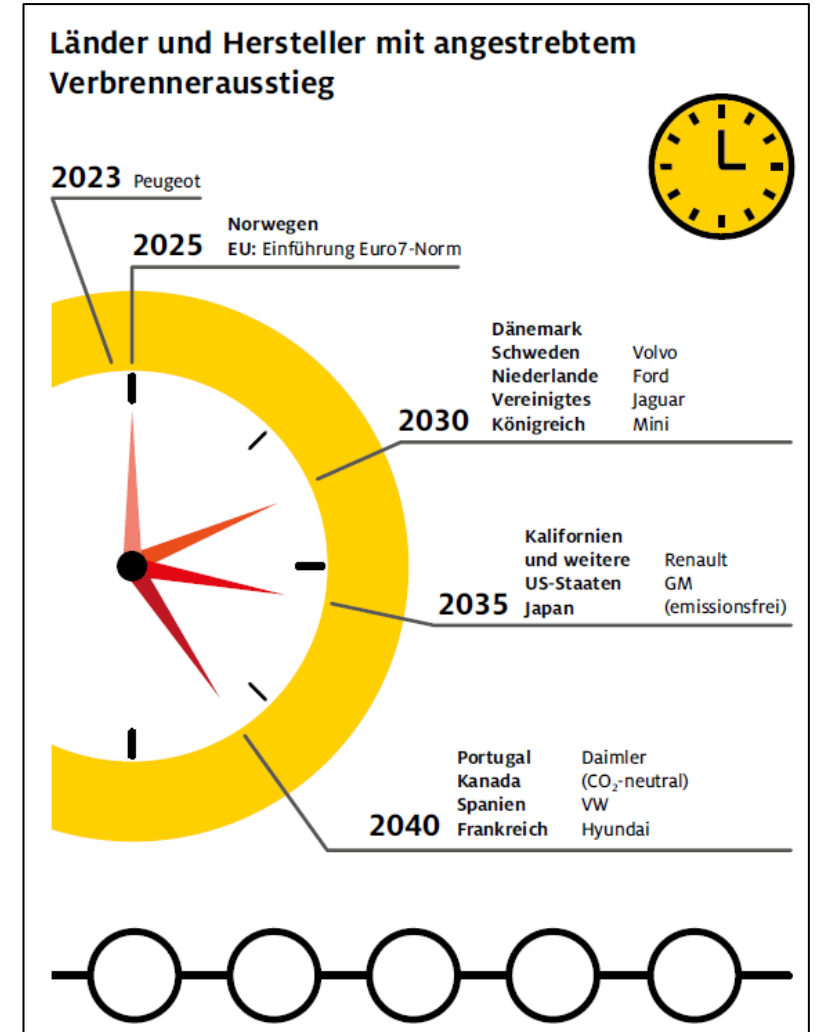 Länder und Hersteller mit angestrebtem
Verbrennerausstieg
2023 Peugeot
Norwegen
2025 EU: Einführung Euro7-Norm
Dänemark
Schweden Volvo
Niederlande Ford
Vereinigtes Jaguar
2030 Königreich Mini
Kalifornien
und weitere Renault
US-Staaten GM
2035 Japan (emissionsfrei)
Portugal Daimler
Kanada (CO₂-neutral)
Spanien VW
2040 Frankreich Hyundai